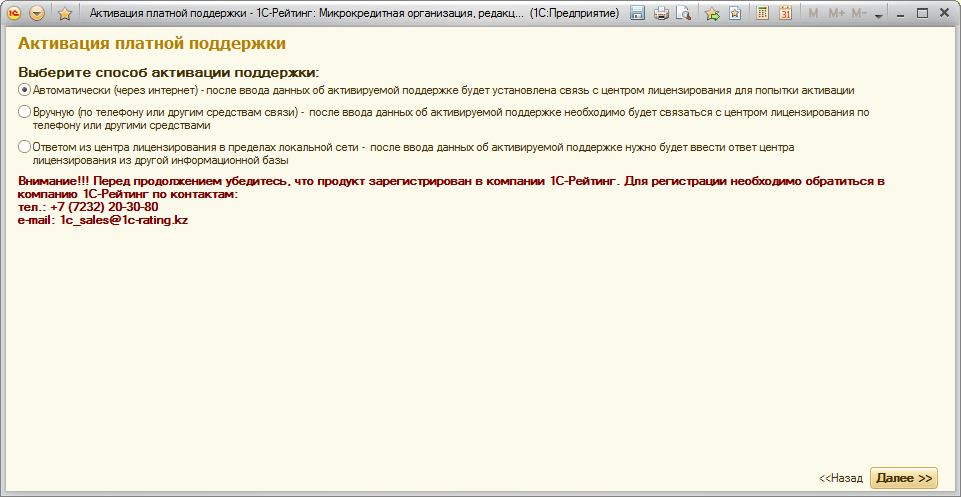 Активация платной поддержки - 1С-Рейтинг: Микрокредитная организация, редакц... (1С:Предприятие)
M M+ M-
31
Активация платной поддержки
Выберите способ активации поддержки:
Автоматически (через интернет) - после ввода данных об активируемой поддержке будет установлена связь с центром лицензирования для попытки активации
Вручную (по телефону или другим средствам связи) - после ввода данных об активируемой поддержке необходимо будет связаться с центром лицензирования по
телефону или другими средствами
Ответом из центра лицензирования в пределах локальной сети - после ввода данных об активируемой поддержке нужно будет ввести ответ центра
лицензирования из другой информационной базы
Внимание!!! Перед продолжением убедитесь, что продукт зарегистрирован в компании 1С-Рейтинг. Для регистрации необходимо обратиться в
компанию 1С-Рейтинг по контактам:
тел.: +7 (7232) 20-30-80
e-mail: 1c_sales@1c-rating.kz
<<Назад
Далее >>